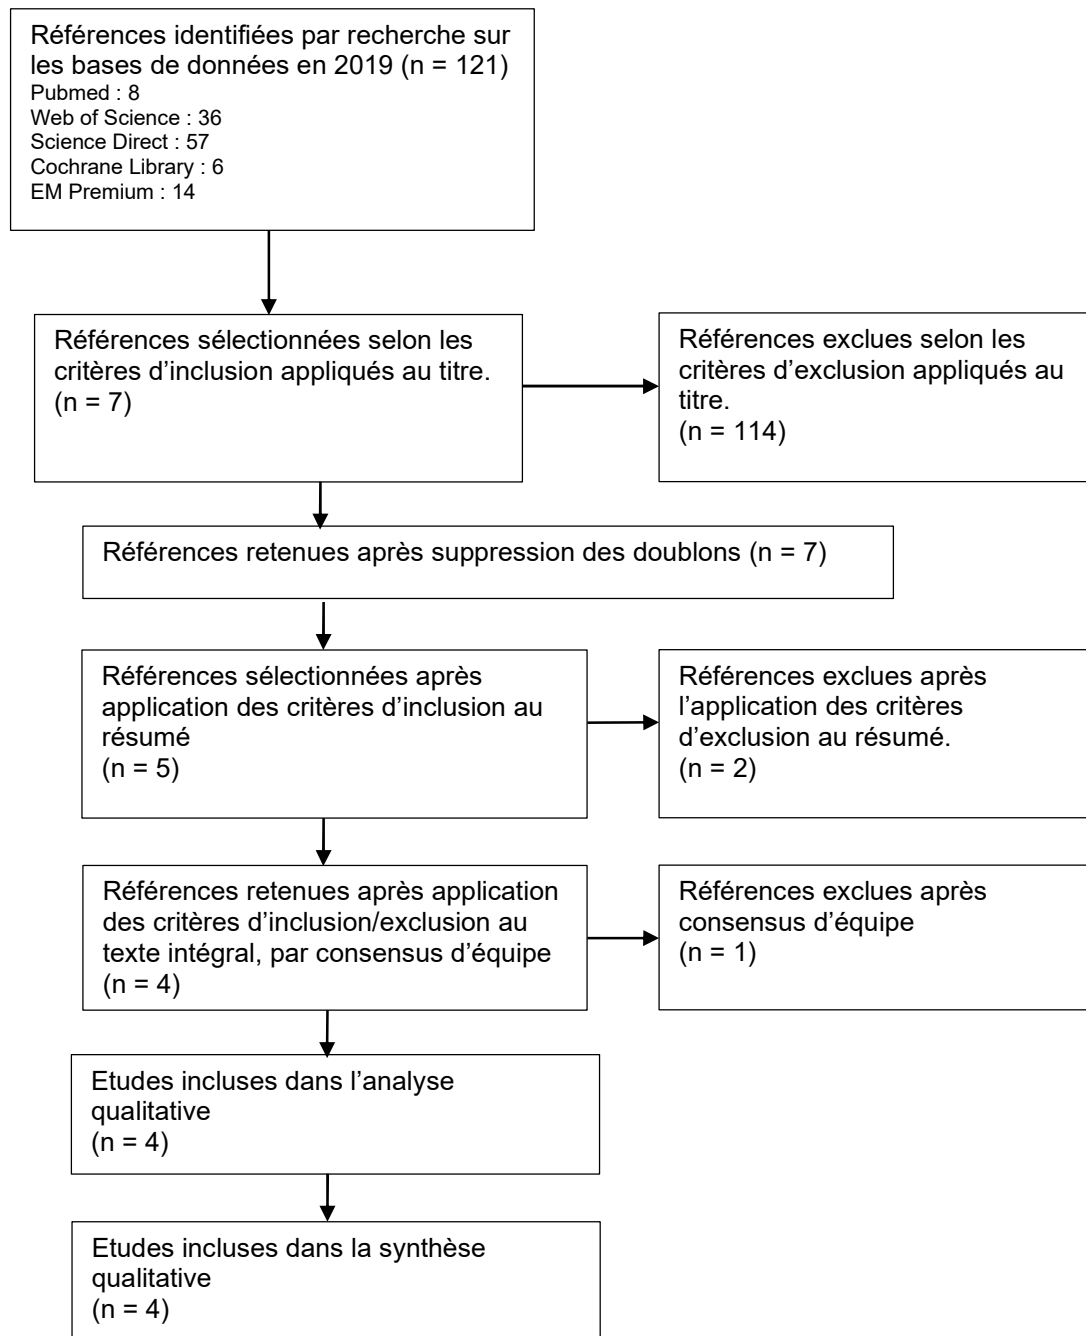 Références identifiées par recherche sur
les bases de données en 2019 (n = 121)
Pubmed : 8
Web of Science : 36
Science Direct : 57
Cochrane Library : 6
EM Premium : 14
Références sélectionnées selon les
critères d’inclusion appliqués au titre.
(n = 7)
Références exclues selon les
critères d’exclusion appliqués au
titre.
(n = 114)
Références retenues après suppression des doublons (n = 7)
Références sélectionnées après
application des critères d’inclusion au
résumé
(n = 5)
Références exclues après
l’application des critères
d’exclusion au résumé.
(n = 2)
Références retenues après application
des critères d’inclusion/exclusion au
texte intégral, par consensus d’équipe
(n = 4)
Références exclues après
consensus d’équipe
(n = 1)
Etudes incluses dans l’analyse
qualitative
(n = 4)
Etudes incluses dans la synthèse
qualitative
(n = 4)